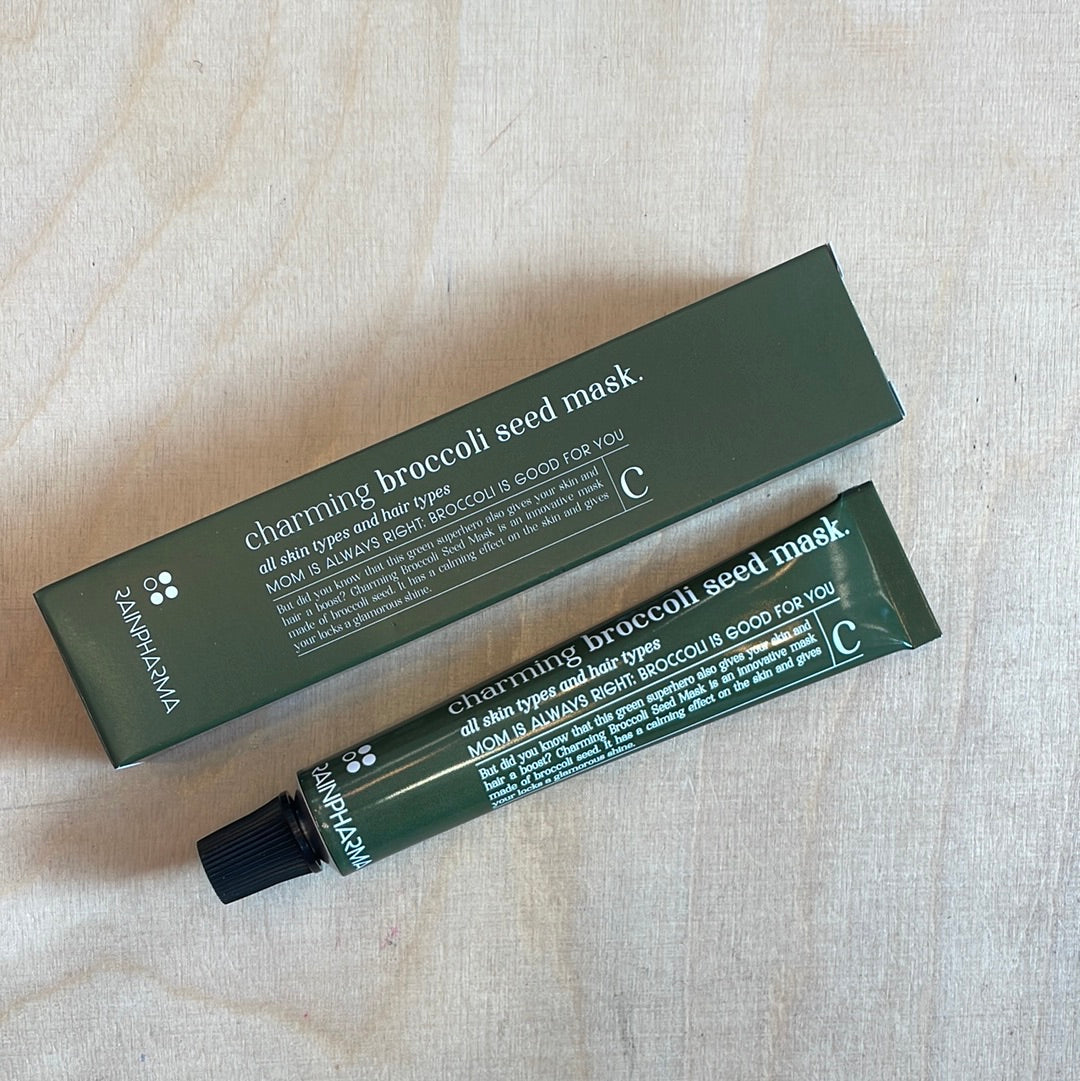 charming broccoli seed mask.
all skin types and hair types
MOM IS ALWAYS RIGHT: BROCCOLI IS GOOD FOR YOU
But did you know that this green superhero also gives your skin and
hair a boost? Charming Broccoli Seed Mask is an innovative mask
made of broccoli seed. It has a calming effect on the skin and gives
your locks a glamorous shine.
C
RAINPHARMA
charming broccoli seed mask.
all skin types and hair types
MOM IS ALWAYS RIGHT: BROCCOLI IS GOOD FOR YOU
But did you know that this green superhero also gives your skin and
hair a boost? Charming Broccoli Seed Mask is an innovative mask
made of broccoli seed. It has a calming effect on the skin and gives
your locks a glamorous shine.
C
RAINPHARMA